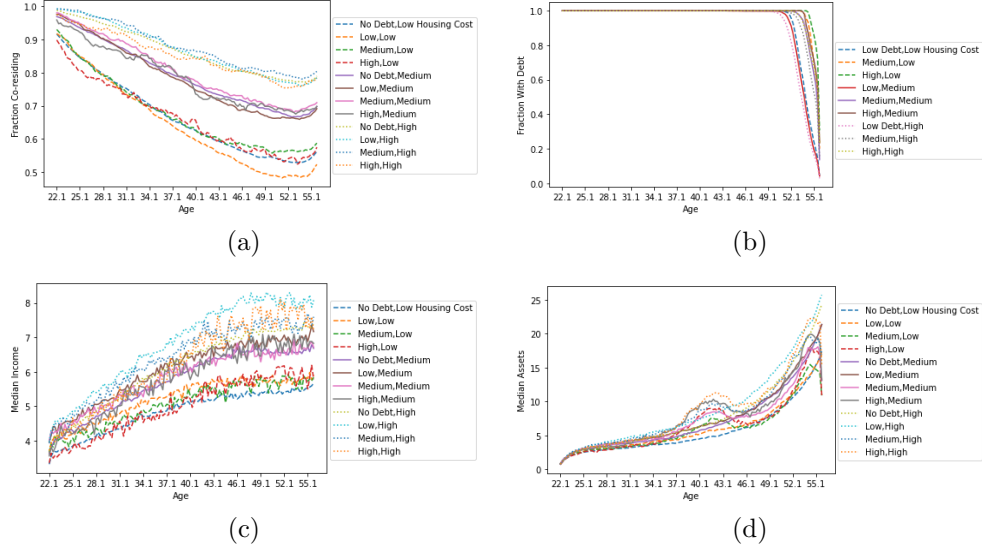 1.0
0.9
0.8
0.7
0.6
0.5
Fraction Co-residing
22.1 25.1 28.1 31.1 34.1 37.1 40.1 43.1 46.1 49.1 52.1 55.1
Age
No Debt,Low Housing Cost
Low,Low
Medium,Low
High,Low
No Debt,Medium
Low,Medium
Medium,Medium
High,Medium
No Debt,High
Low,High
Medium,High
High,High
(a)
1.0
0.8
0.6
0.4
0.2
0.0
Fraction With Debt
22.1 25.1 28.1 31.1 34.1 37.1 40.1 43.1 46.1 49.1 52.1 55.1
Age
Low Debt,Low Housing Cost
Medium,Low
High,Low
Low,Medium
Medium,Medium
High,Medium
Low Debt,High
Medium,High
High,High
(b)
8
7
6
5
4
Median Income
22.1 25.1 28.1 31.1 34.1 37.1 40.1 43.1 46.1 49.1 52.1 55.1
Age
No Debt,Low Housing Cost
Low,Low
Medium,Low
High,Low
No Debt,Medium
Low,Medium
Medium,Medium
High,Medium
No Debt,High
Low,High
Medium,High
High,High
(c)
25
20
15
10
5
0
Median Assets
22.1 25.1 28.1 31.1 34.1 37.1 40.1 43.1 46.1 49.1 52.1 55.1
Age
No Debt,Low Housing Cost
Low,Low
Medium,Low
High,Low
No Debt,Medium
Low,Medium
Medium,Medium
High,Medium
No Debt,High
Low,High
Medium,High
High,High
(d)